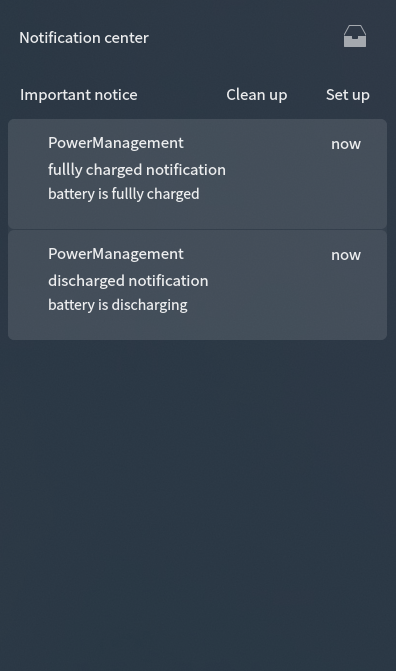 Notification center
Important notice Clean up Set up
PowerManagement now
fullly charged notification
battery is fullly charged
PowerManagement now
discharged notification
battery is discharging